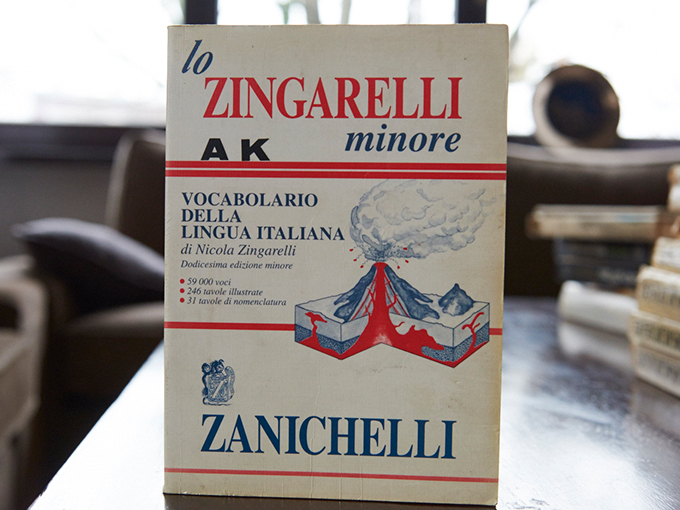 lo
ZINGARELLI
minore
A K
VOCABOLARIO
DELLA
LINGUA ITALIANA
di Nicola Zingarelli
Dodicesima edizione minore
• 59 000 voci
• 246 tavole illustrate
• 31 tavole di nomenclatura
ZANICHELLI